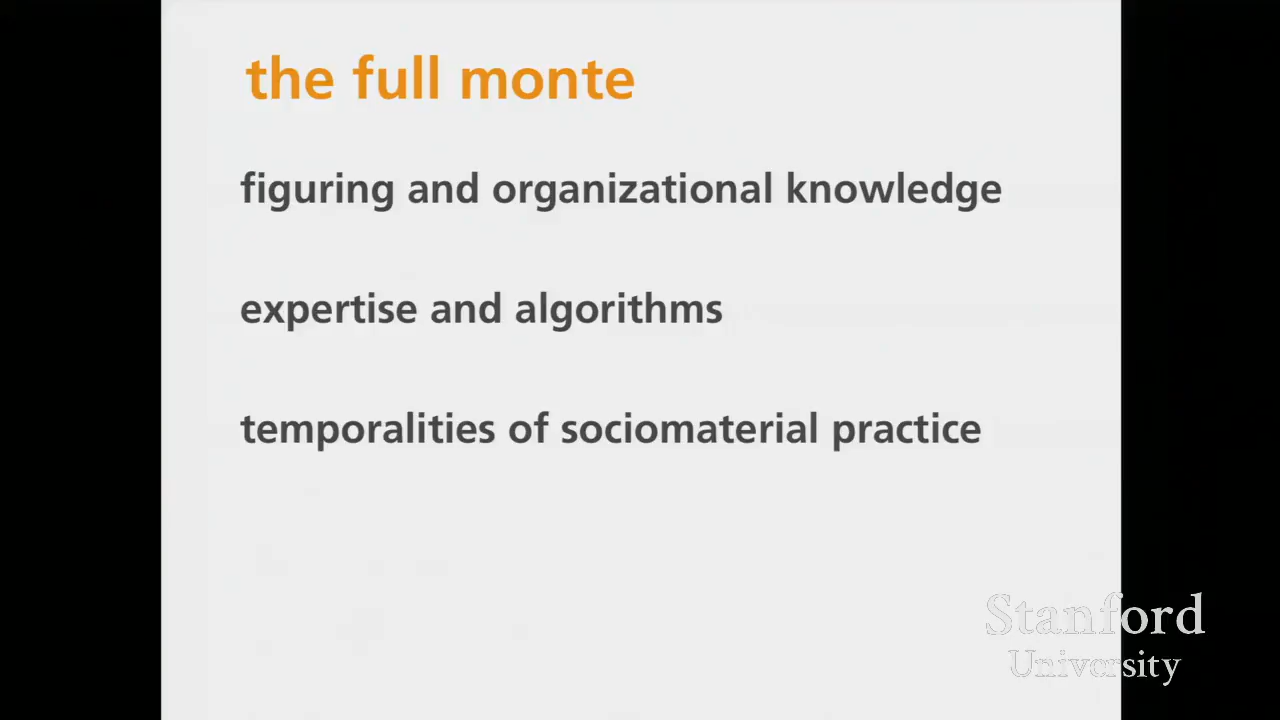 the full monte
figuring and organizational knowledge
expertise and algorithms
temporalities of sociomaterial practice
Stanford
University